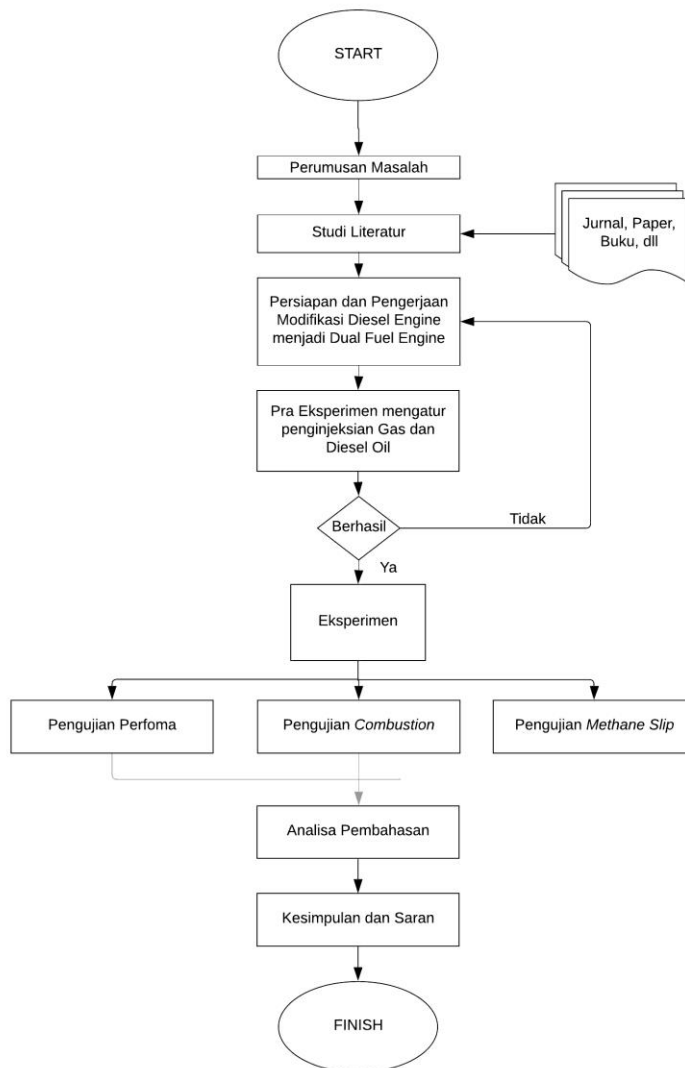 START
Perumusan Masalah
Studi Literatur
Jurnal, Paper,
Buku, dll
Persiapan dan Pengerjaan
Modifikasi Diesel Engine
menjadi Dual Fuel Engine
Pra Eksperimen mengatur
penginjeksian Gas dan
Diesel Oil
Berhasil
Tidak
Ya
Eksperimen
Pengujian Perfoma
Pengujian Combustion
Pengujian Methane Slip
Analisa Pembahasan
Kesimpulan dan Saran
FINISH